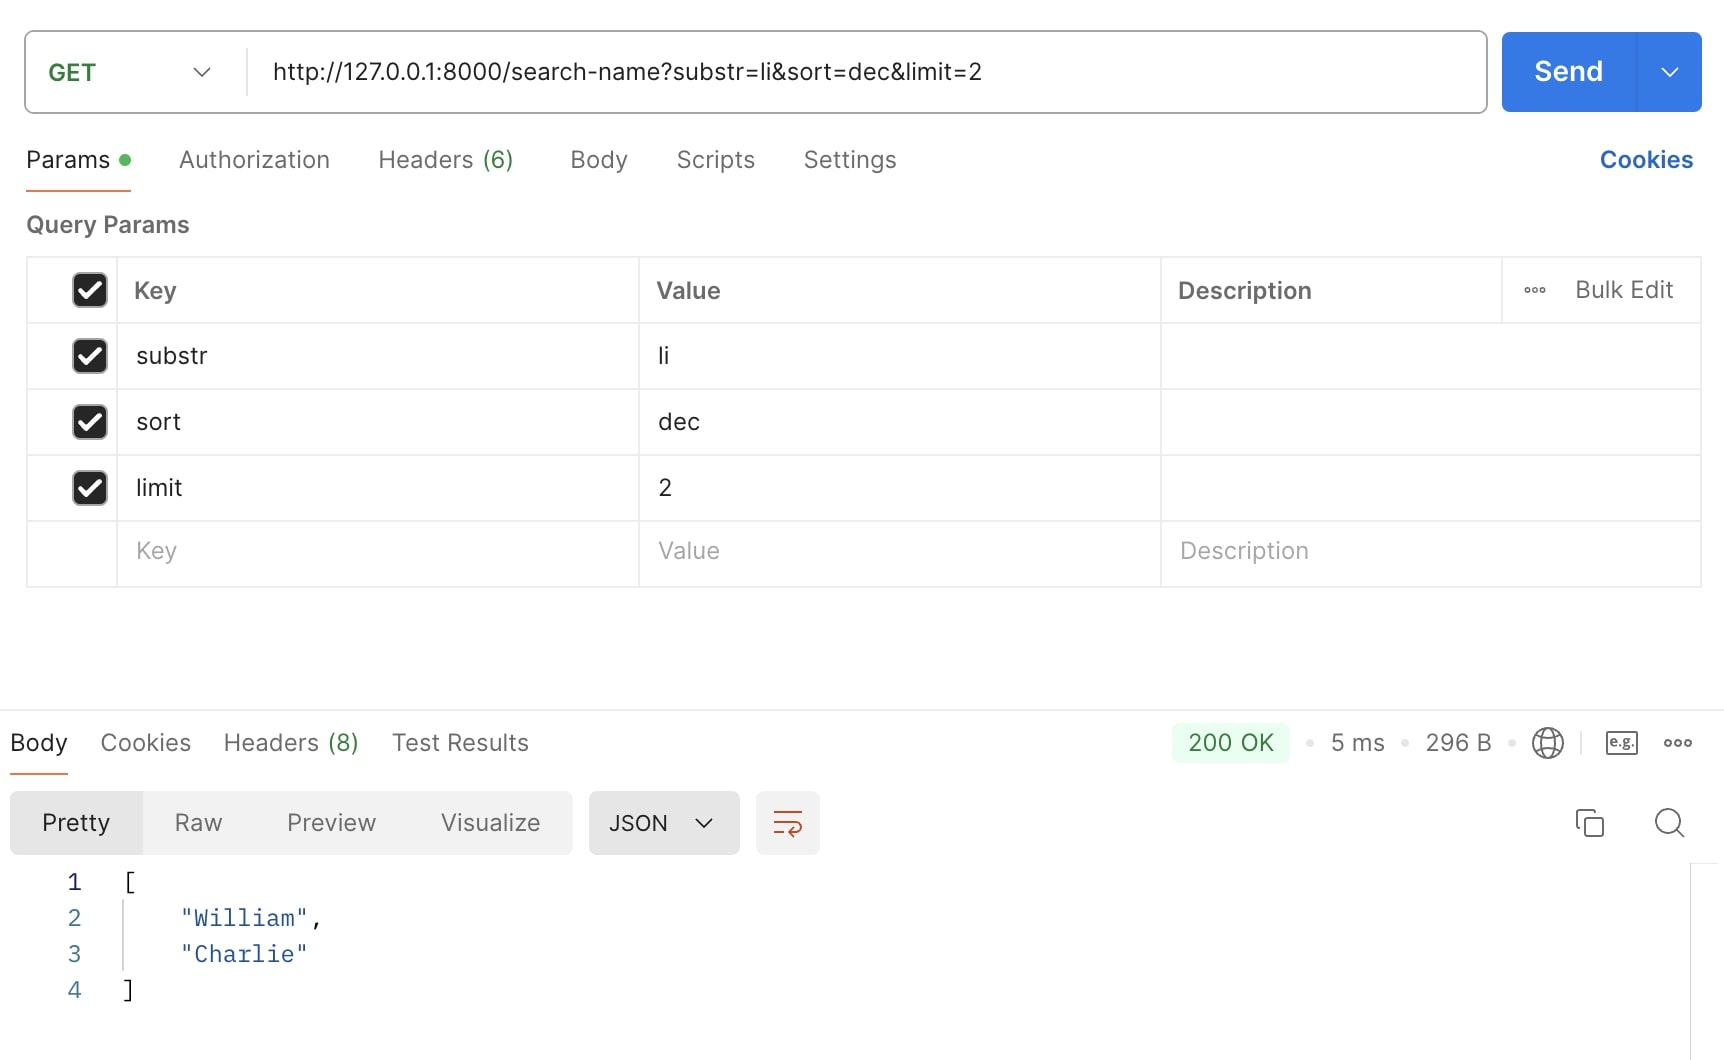 GET http://127.0.0.1:8000/search-name?substr=li&sort=dec&limit=2 Send
Params Authorization Headers (6) Body Scripts Settings Cookies
Query Params
Key Value Description Bulk Edit
substr li
sort dec
limit 2
Key Value Description
Body Cookies Headers (8) Test Results 200 OK 5 ms 296 B e.g.
Pretty Raw Preview Visualize JSON
1 [
2 "William",
3 "Charlie"
4 ]